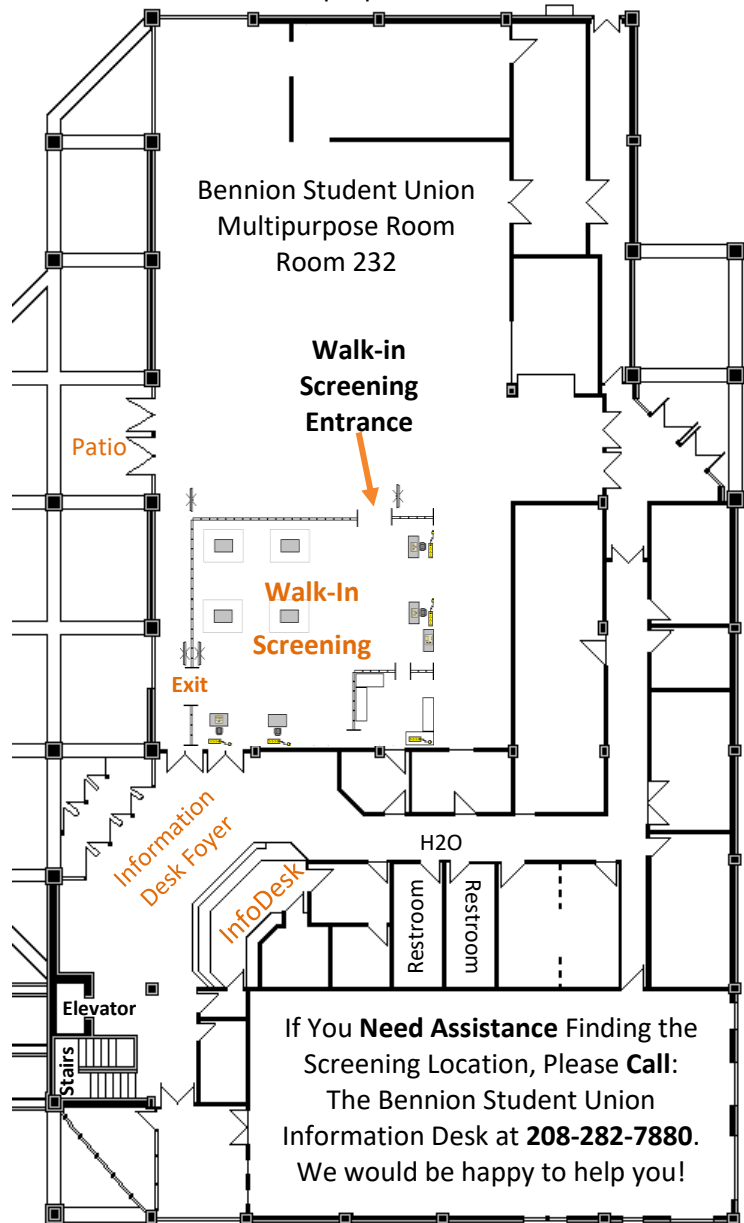 Bennion Student Union
Multipurpose Room
Room 232
Walk-in
Screening
Entrance
Patio
Walk-In
Screening
Exit
Information
Desk Foyer
InfoDesk
H2O
Restroom
Restroom
Elevator
Stairs
If You Need Assistance Finding the
Screening Location, Please Call:
The Bennion Student Union
Information Desk at 208-282-7880.
We would be happy to help you!